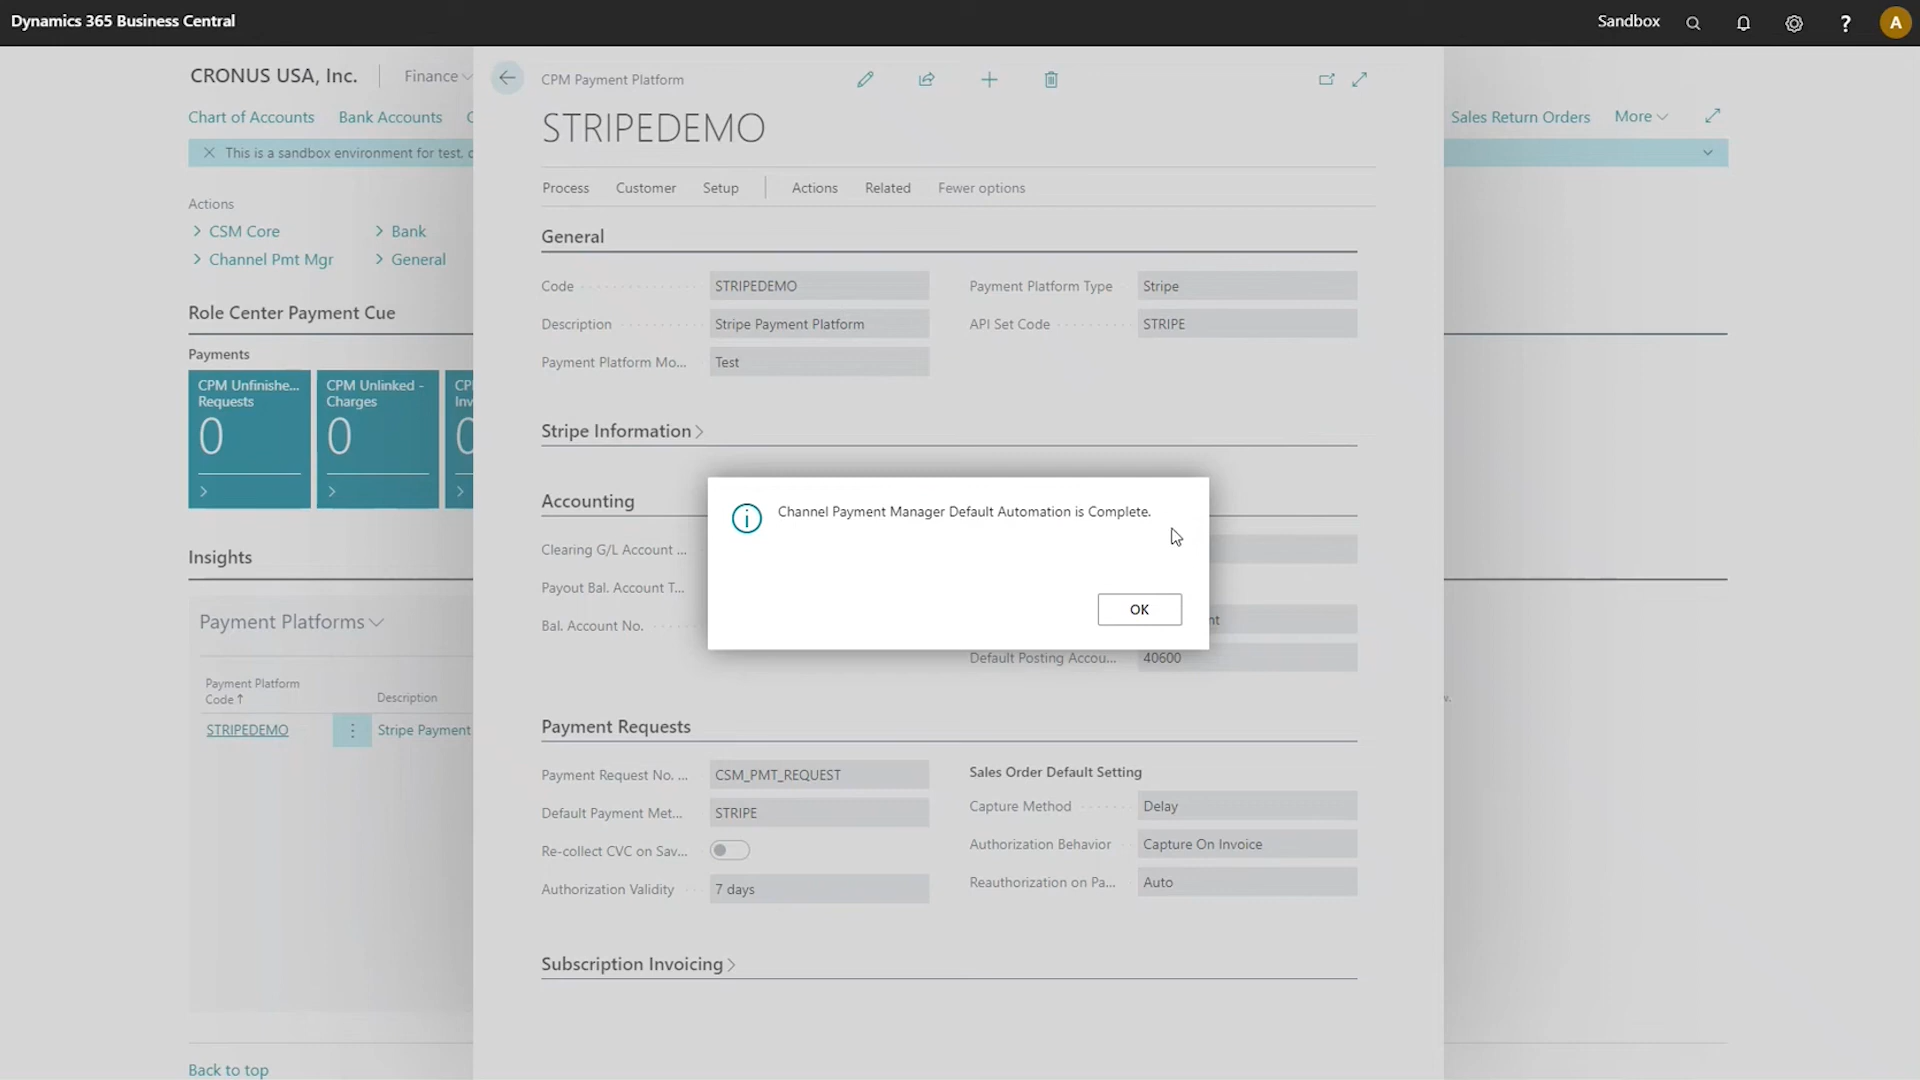 Dynamics 365 Business Central
Sandbox
?
A
CRONUS USA, Inc.
Finance
Chart of Accounts
Bank Accounts
Sales Return Orders
More
This is a sandbox environment for test,
Actions
CSM Core
Bank
Channel Pmt Mgr
General
Role Center Payment Cue
Payments
CPM Unfinishe...
Requests
0
CPM Unlinked -
Charges
0
CP
Inv
0
Insights
Payment Platforms
Payment Platform
Code ↑
Description
STRIPEDEMO
Stripe Payment
Back to top
CPM Payment Platform
STRIPEDEMO
Process
Customer
Setup
Actions
Related
Fewer options
General
Code
STRIPEDEMO
Payment Platform Type
Stripe
Description
Stripe Payment Platform
API Set Code
STRIPE
Payment Platform Mo...
Test
Stripe Information
Accounting
Clearing G/L Account ...
Payout Bal. Account T...
Bal. Account No.
nt
Default Posting Accou...
40600
Channel Payment Manager Default Automation is Complete.
OK
Payment Requests
Payment Request No. ...
CSM_PMT_REQUEST
Sales Order Default Setting
Default Payment Met...
STRIPE
Capture Method
Delay
Re-collect CVC on Sav...
Authorization Behavior
Capture On Invoice
Authorization Validity
7 days
Reauthorization on Pa...
Auto
Subscription Invoicing